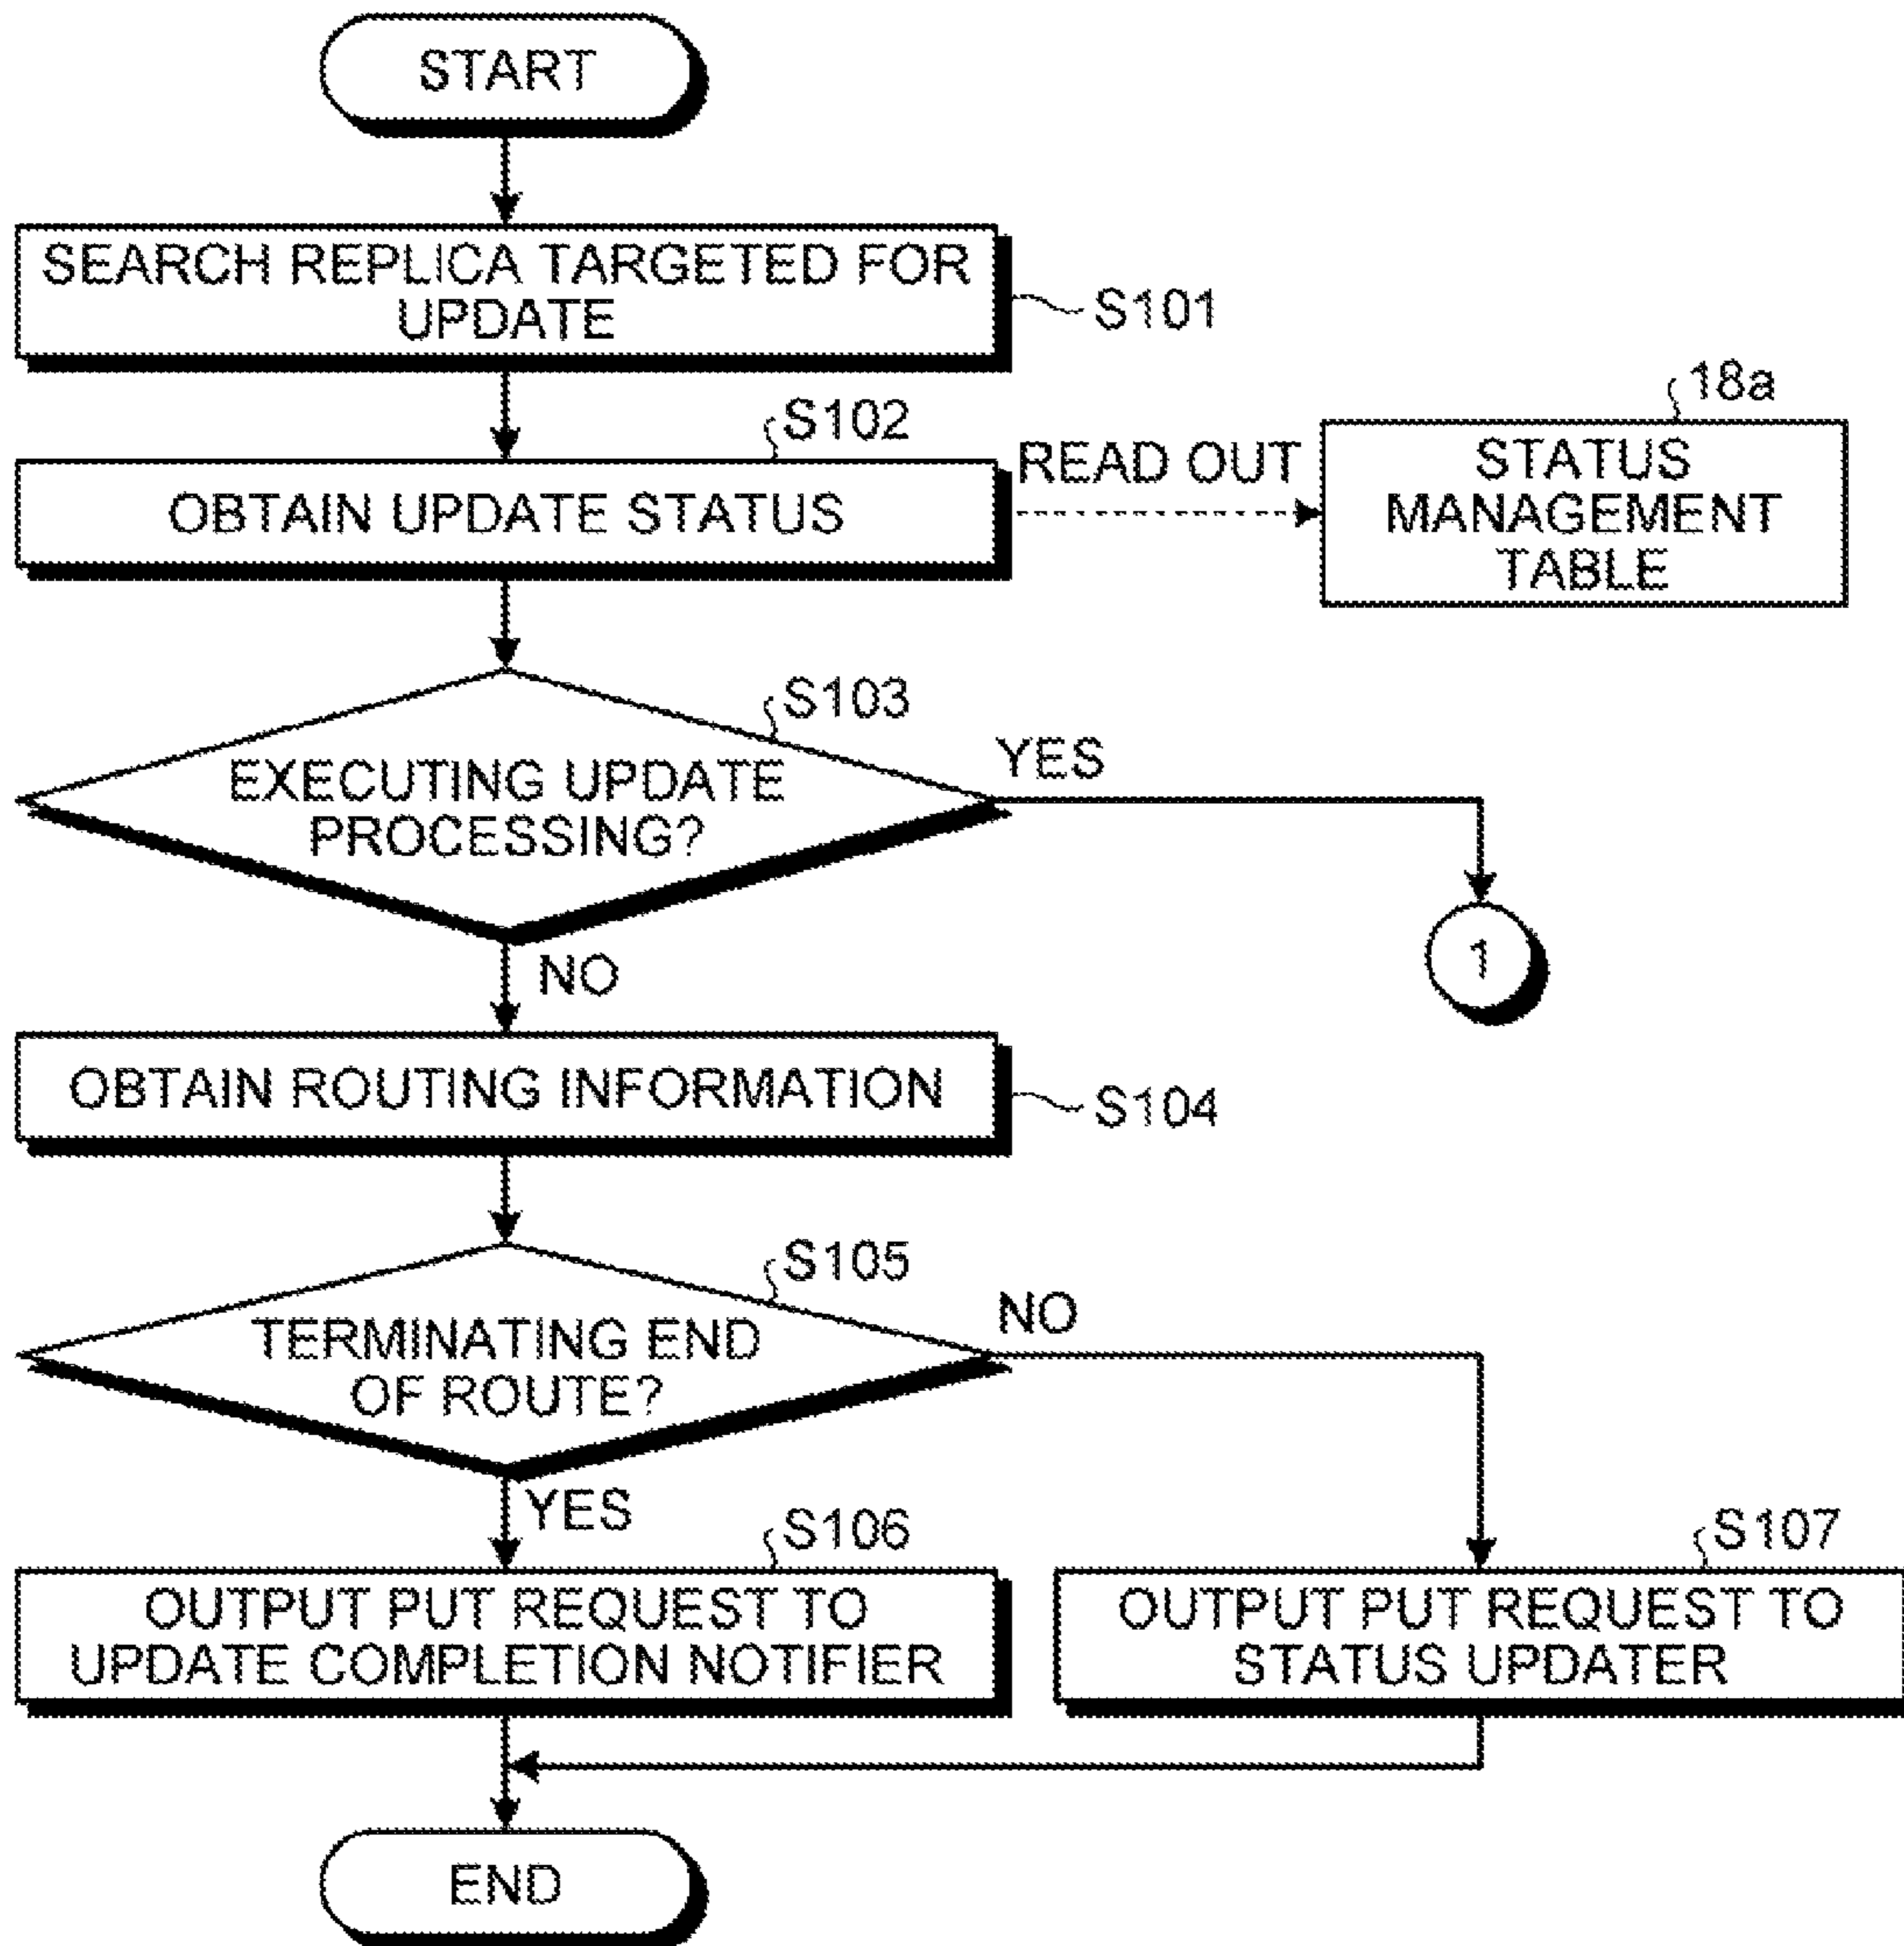 START
SEARCH REPLICA TARGETED FOR
UPDATE
S101
S102
OBTAIN UPDATE STATUS
READ OUT
18a
STATUS
MANAGEMENT
TABLE
S103
EXECUTING UPDATE
PROCESSING?
YES
1
NO
OBTAIN ROUTING INFORMATION
S104
S105
TERMINATING END
OF ROUTE?
NO
YES
S106
OUTPUT PUT REQUEST TO
UPDATE COMPLETION NOTIFIER
S107
OUTPUT PUT REQUEST TO
STATUS UPDATER
END